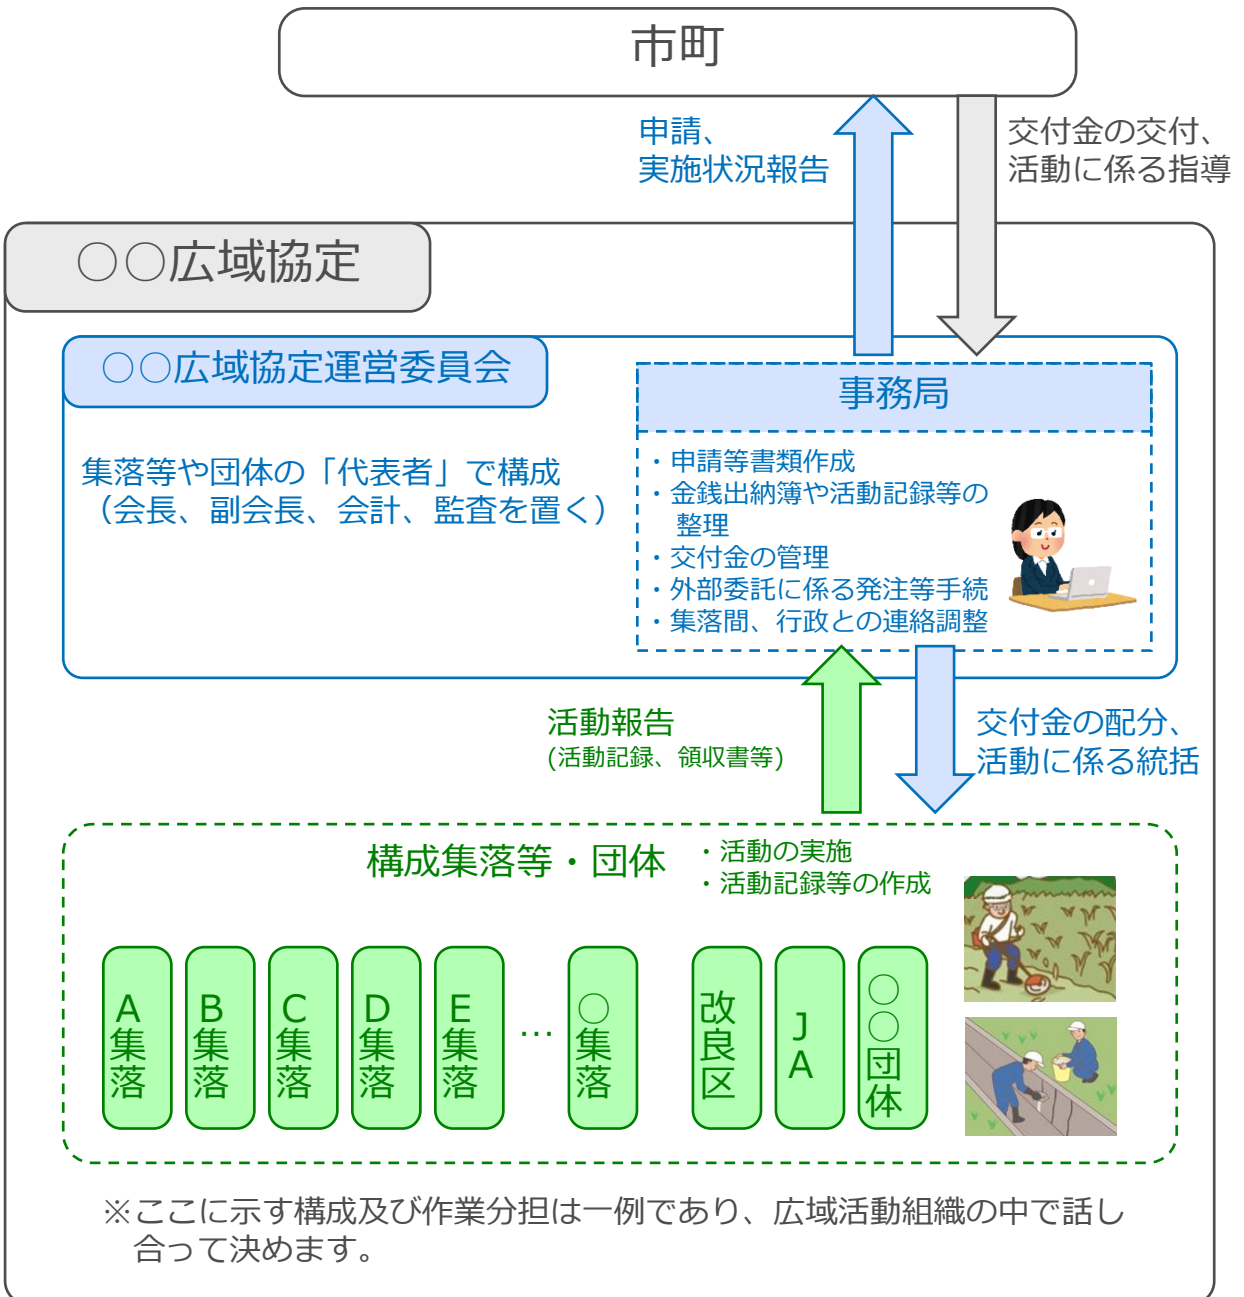 市町
申請、
実施状況報告
交付金の交付、
活動に係る指導
○○広域協定
○○広域協定運営委員会
集落等や団体の「代表者」で構成
（会長、副会長、会計、監査を置く）
事務局
・申請等書類作成
・金銭出納簿や活動記録等の
整理
・交付金の管理
・外部委託に係る発注等手続
・集落間、行政との連絡調整
活動報告
(活動記録、領収書等)
交付金の配分、
活動に係る統括
構成集落等・団体
・活動の実施
・活動記録等の作成
A集落
B集落
C集落
D集落
E集落
…
○集落
改良区
JA
○○団体
※ここに示す構成及び作業分担は一例であり、広域活動組織の中で話し
合って決めます。